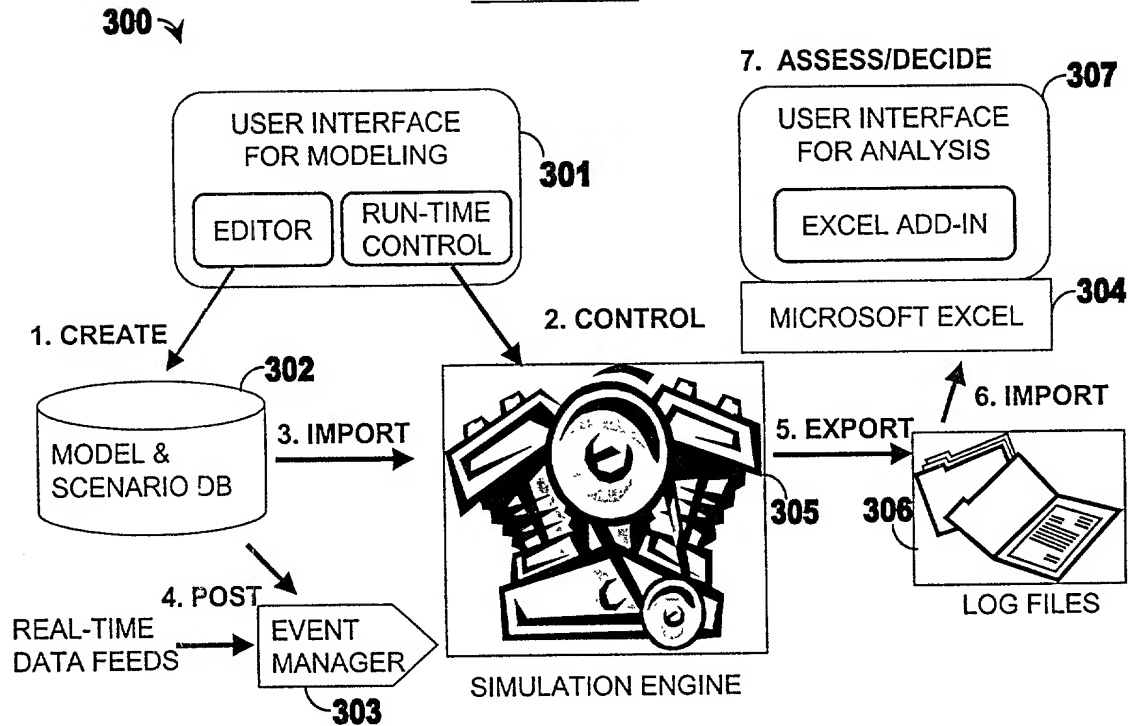 300
7. ASSESS/DECIDE
307
USER INTERFACE
FOR MODELING
301
EDITOR
RUN-TIME
CONTROL
USER INTERFACE
FOR ANALYSIS
EXCEL ADD-IN
MICROSOFT EXCEL
304
1. CREATE
2. CONTROL
302
MODEL &
SCENARIO DB
3. IMPORT
5. EXPORT
6. IMPORT
305
306
LOG FILES
4. POST
REAL-TIME
DATA FEEDS
EVENT
MANAGER
303
SIMULATION ENGINE